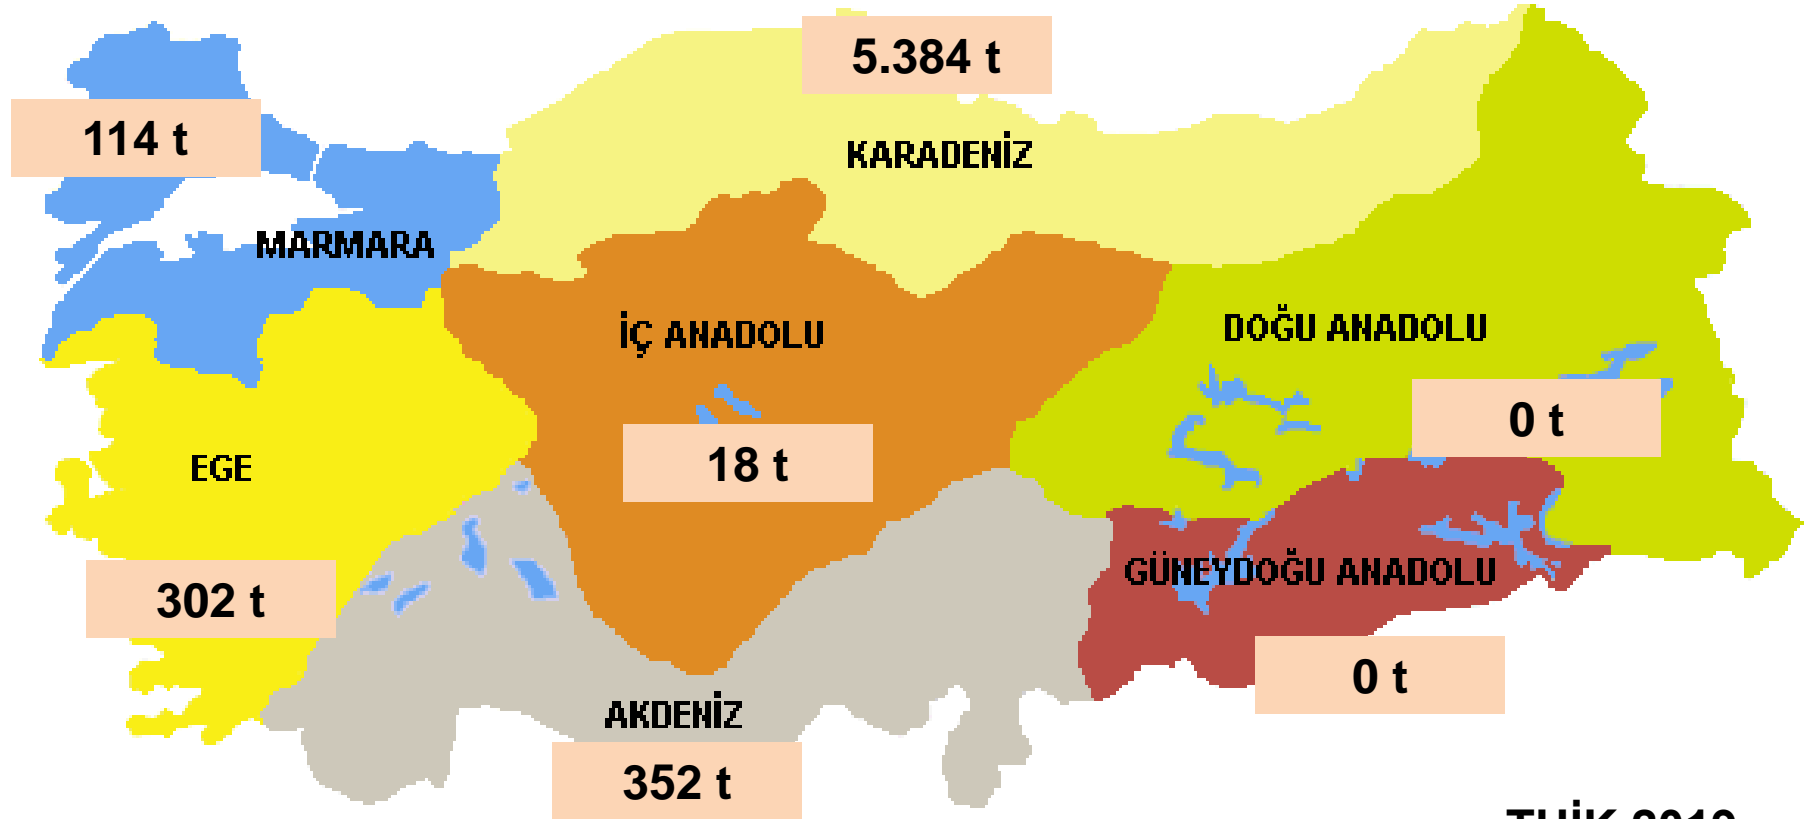 5.384 t
114 t
KARADENİZ
MARMARA
İÇ ANADOLU
DOĞU ANADOLU
0 t
18 t
EGE
GÜNEYDOĞU ANADOLU
302 t
0 t
AKDENİZ
352 t